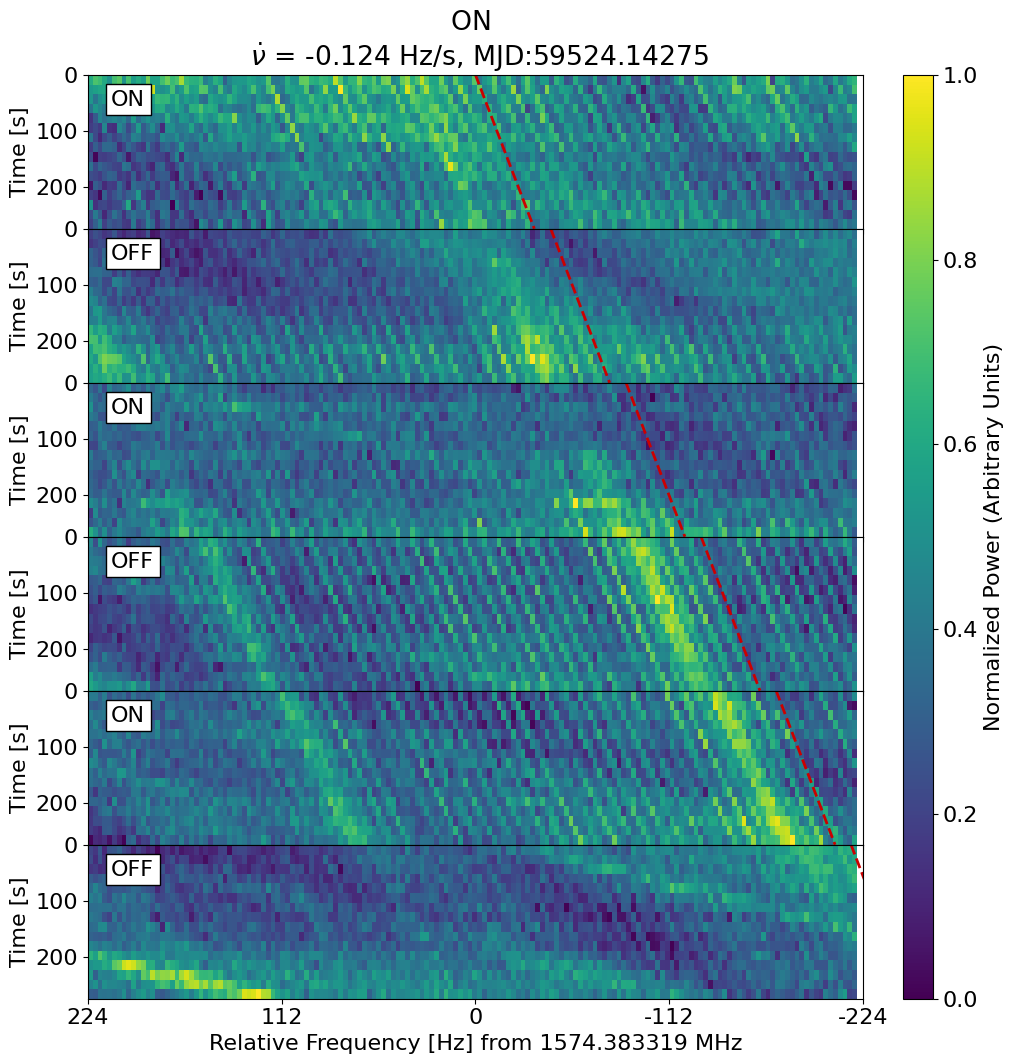 ON
ν̇ = -0.124 Hz/s, MJD:59524.14275
0
ON
100
Time [s]
200
0
OFF
100
Time [s]
200
0
ON
100
Time [s]
200
0
OFF
100
Time [s]
200
0
ON
100
Time [s]
200
0
OFF
100
Time [s]
200
224 112 0 -112 -224
Relative Frequency [Hz] from 1574.383319 MHz
1.0
0.8
0.6
0.4
0.2
0.0
Normalized Power (Arbitrary Units)